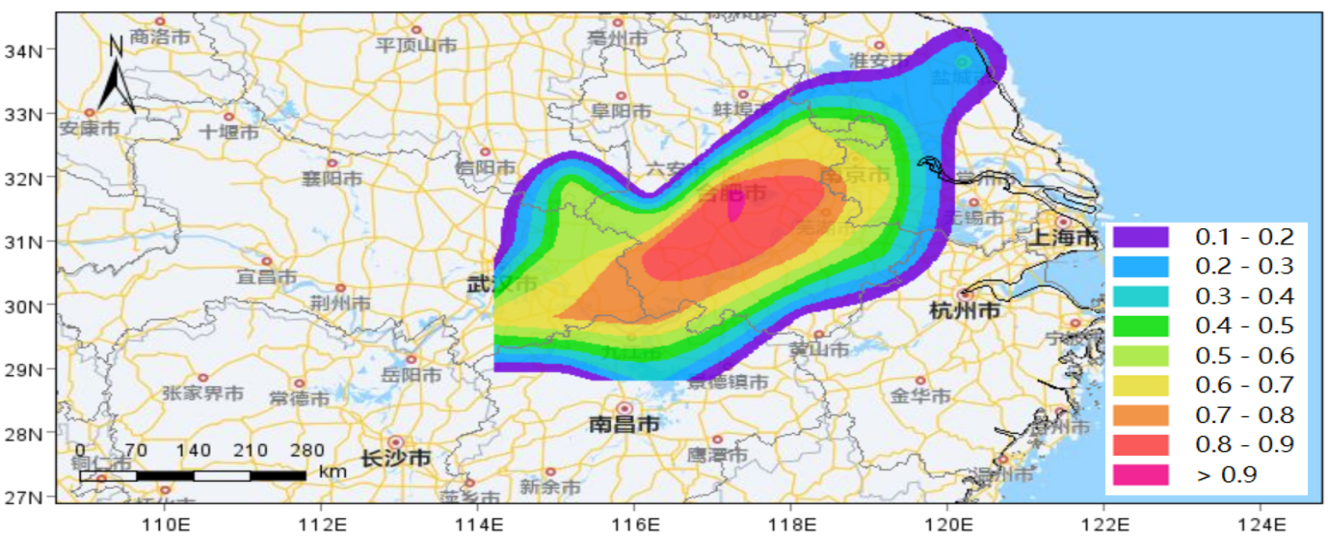 34N
33N
32N
31N
30N
29N
28N
27N
110E
112E
114E
116E
118E
120E
122E
124E
N
商洛市
平顶山市
亳州市
淮安市
盐城
安康市
十堰市
阜阳市
蚌埠
信阳市
襄阳市
六安
合肥市
南京市
常州
无锡市
芜湖
上海市
武汉市
宜昌市
荆州市
杭州市
九江市
黄山市
岳阳市
景德镇市
张家界市
常德市
金华市
南昌市
长沙市
鹰潭市
新余市
萍乡市
铜仁市
怀化市
温州市
0 70 140 210 280
km
0.1 - 0.2
0.2 - 0.3
0.3 - 0.4
0.4 - 0.5
0.5 - 0.6
0.6 - 0.7
0.7 - 0.8
0.8 - 0.9
> 0.9